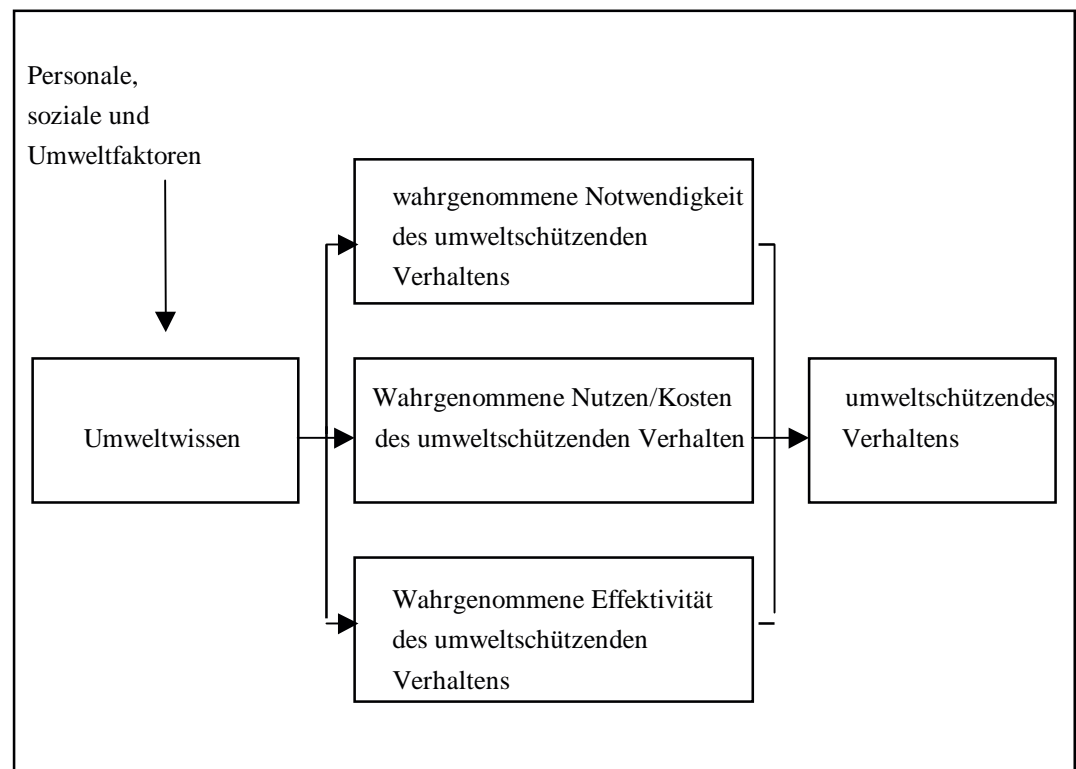 Personale,
soziale und
Umweltfaktoren
wahrgenommene Notwendigkeit
des umweltschützenden
Verhaltens
Umweltwissen
Wahrgenommene Nutzen/Kosten
des umweltschützenden Verhalten
umweltschützendes
Verhaltens
Wahrgenommene Effektivität
des umweltschützenden
Verhaltens